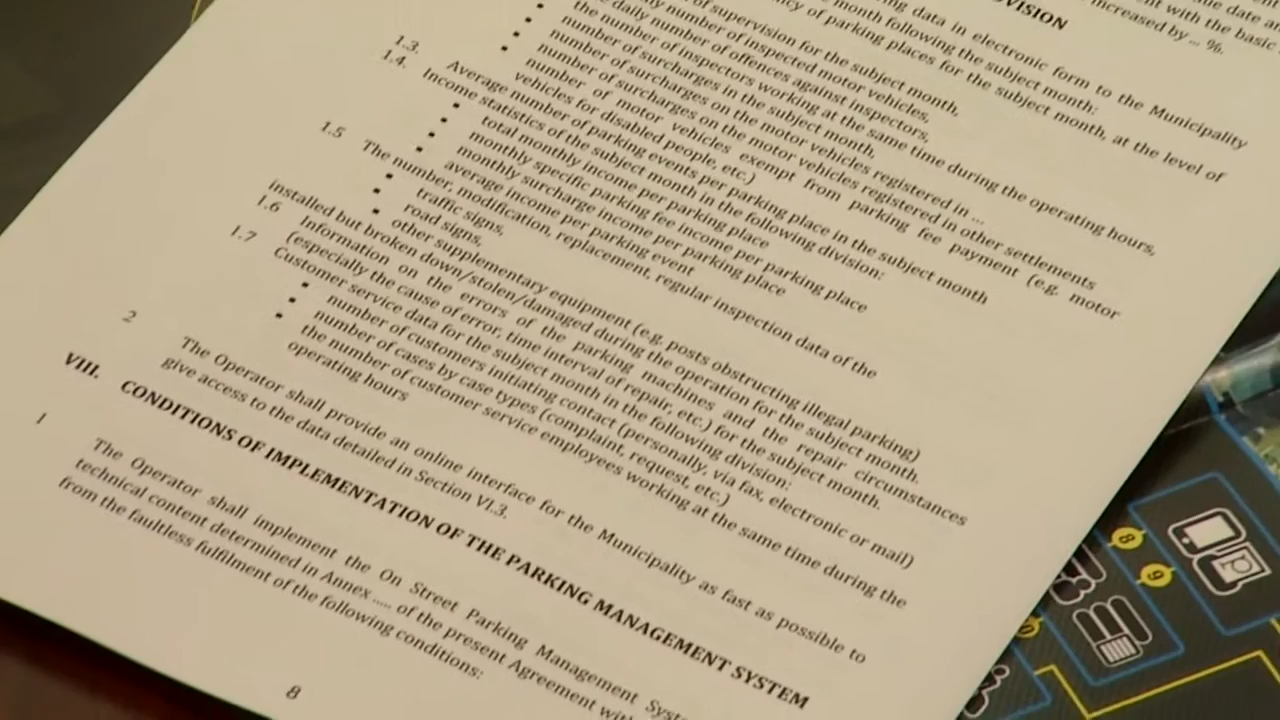 date
with the basic
increased by ... %.
data in electronic form to the Municipality
month following the subject month:
of parking places for the subject month, at the level of
of supervision for the subject month,
number of inspected motor vehicles,
daily number of offences against inspectors,
the number of inspectors working at the same time during the operating hours,
• number of surcharges in the subject month,
• number of surcharges on the motor vehicles registered in ...
• number of surcharges on the motor vehicles registered in other settlements
• number of motor vehicles exempt from parking fee payment (e.g. motor
vehicles for disabled people, etc.)
1.3. Average number of parking events per parking place in the subject month
1.4. Income statistics of the subject month in the following division:
• total monthly income per parking place
• monthly specific parking fee income per parking place
• monthly surcharge income per parking place
• average income per parking event
1.5 The number, modification, replacement, regular inspection data of the
• traffic signs,
• road signs,
• other supplementary equipment (e.g. posts obstructing illegal parking)
installed but broken down/stolen/damaged during the operation for the subject month.
1.6 Information on the errors of the parking machines and the repair circumstances
(especially the cause of error, time interval of repair, etc.) for the subject month.
1.7 Customer service data for the subject month in the following division:
• number of customers initiating contact (personally, via fax, electronic or mail)
• number of cases by case types (complaint, request, etc.)
• the number of customer service employees working at the same time during the
operating hours
2 The Operator shall provide an online interface for the Municipality as fast as possible to
give access to the data detailed in Section VI.3.
VIII. CONDITIONS OF IMPLEMENTATION OF THE PARKING MANAGEMENT SYSTEM
1 The Operator shall implement the On Street Parking Management
technical content determined in Annex ..... of the present Agreement
from the faultless fulfilment of the following conditions:
8
8
9